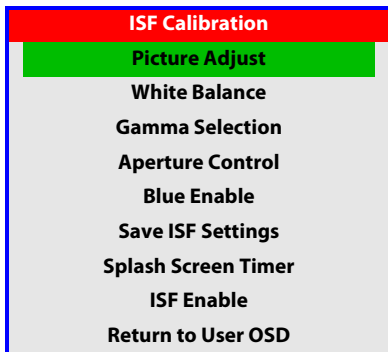 ISF Calibration
Picture Adjust
White Balance
Gamma Selection
Aperture Control
Blue Enable
Save ISF Settings
Splash Screen Timer
ISF Enable
Return to User OSD